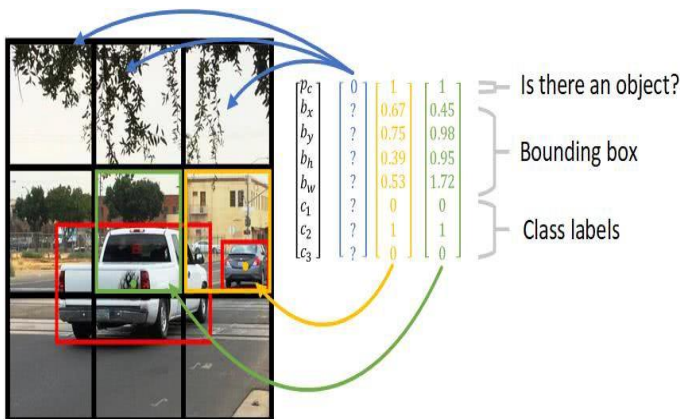 p_c 0 1 1 Is there an object?
b_x ? 0.67 0.45
b_y ? 0.75 0.98
b_h ? 0.39 0.95 Bounding box
b_w ? 0.53 1.72
c_1 ? 0 0
c_2 ? 1 1 Class labels
c_3 ? 0 0